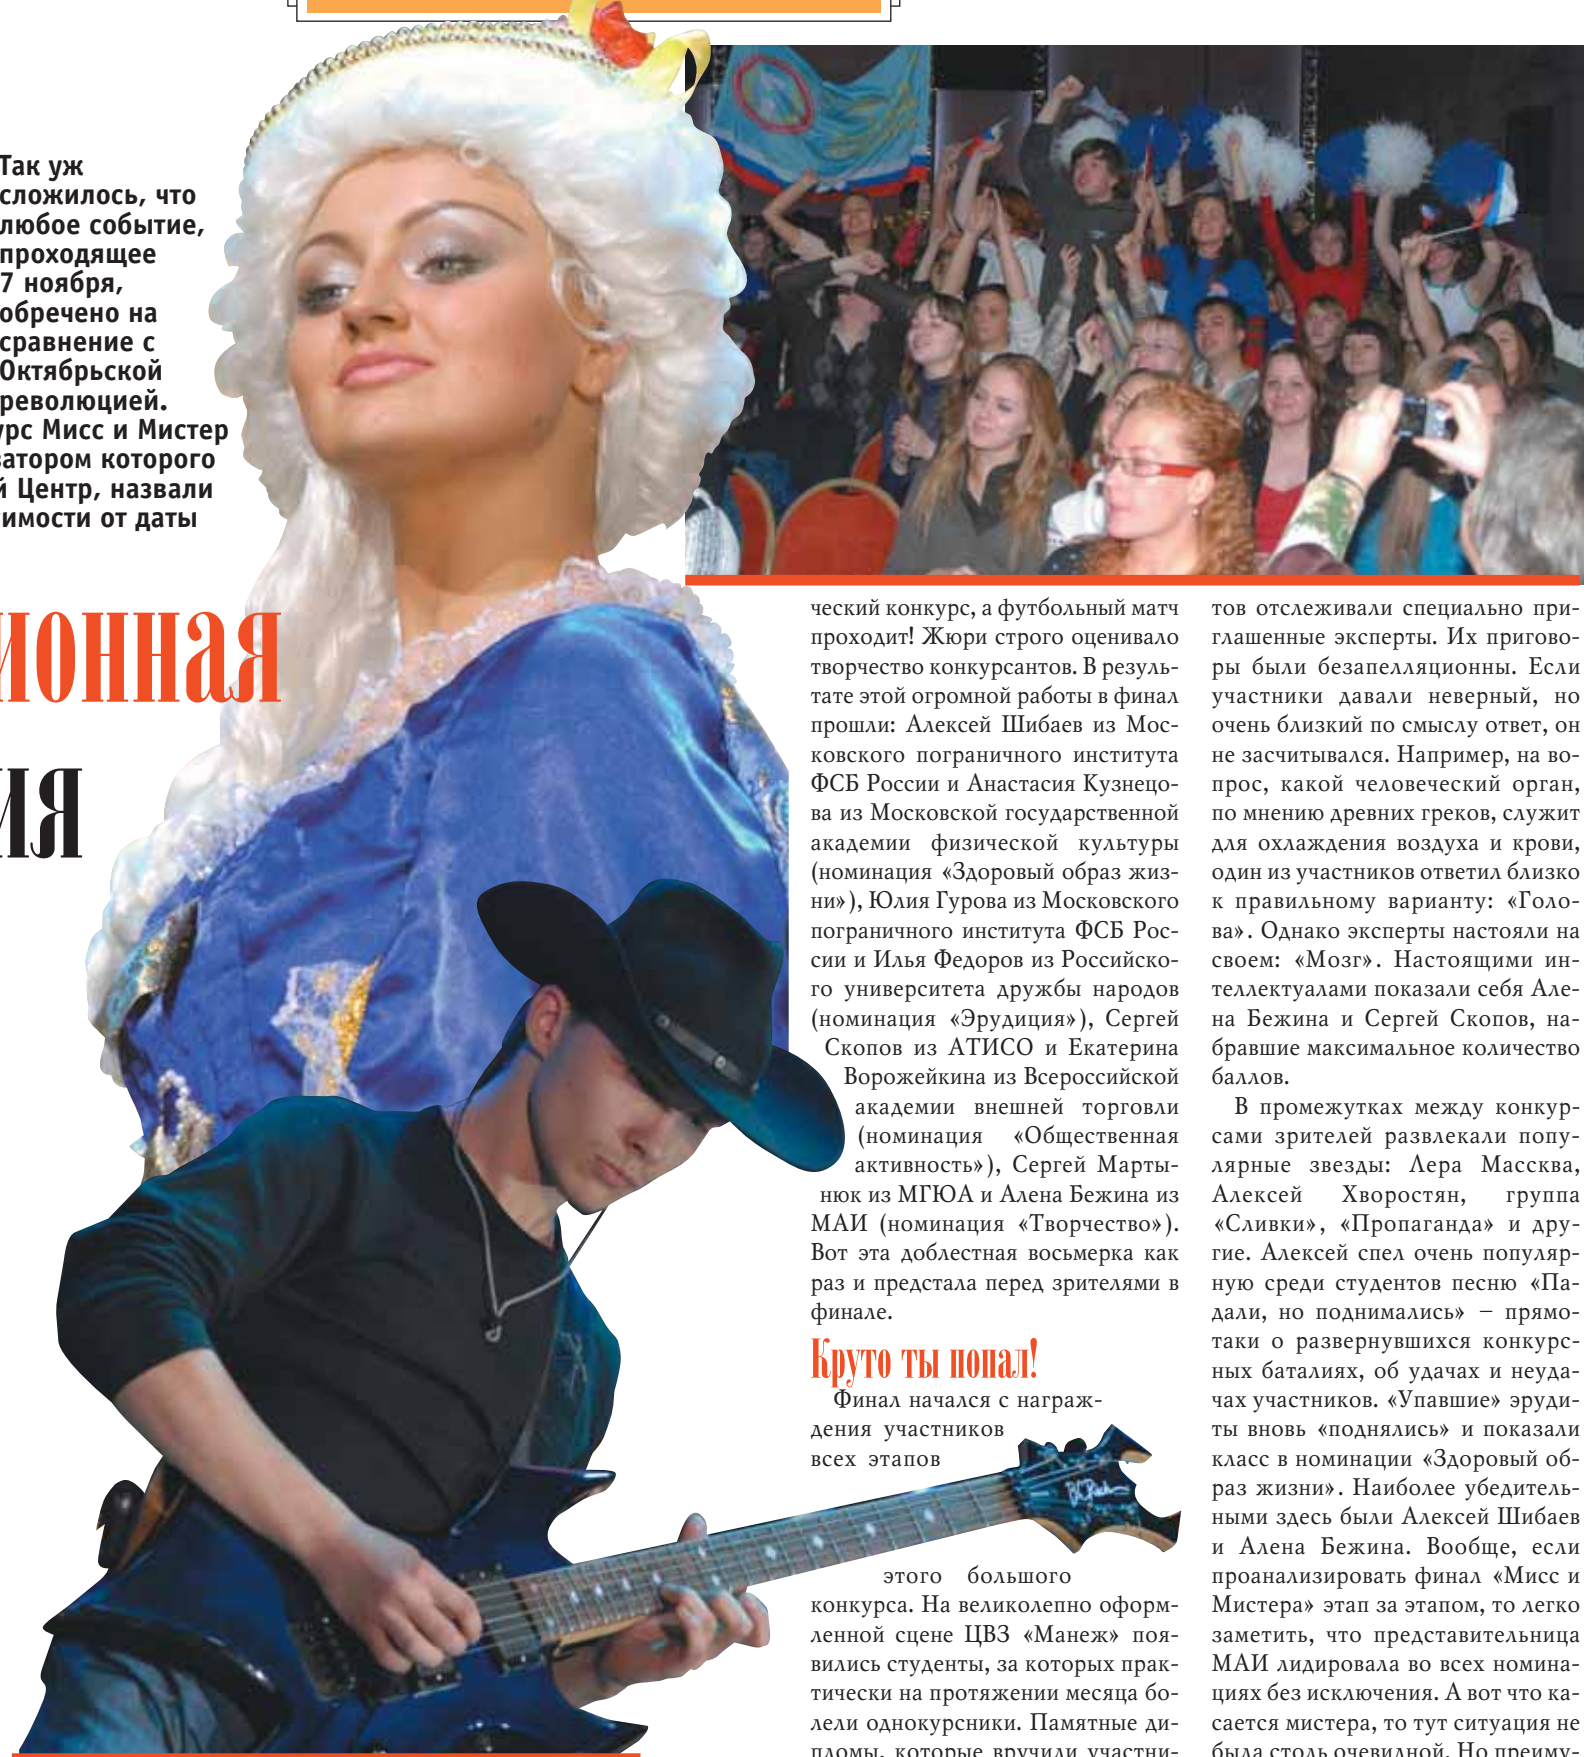 Так уж
сложилось, что
любое событие,
проходящее
7 ноября,
обречено на
сравнение с
Октябрьской
революцией.
урс Мисс и Мистер
затором которого
й Центр, назвали
симости от даты
ионная
ия
ческий конкурс, а футбольный матч
проходит! Жюри строго оценивало
творчество конкурсантов. В резуль-
тате этой огромной работы в финал
прошли: Алексей Шибаев из Мос-
ковского пограничного института
ФСБ России и Анастасия Кузнецо-
ва из Московской государственной
академии физической культуры
(номинация «Здоровый образ жиз-
ни»), Юлия Гурова из Московского
пограничного института ФСБ Рос-
сии и Илья Федоров из Российско-
го университета дружбы народов
(номинация «Эрудиция»), Сергей
Скопов из АТИСО и Екатерина
Ворожейкина из Всероссийской
академии внешней торговли
(номинация «Общественная
активность»), Сергей Марты-
нюк из МГЮА и Алена Бежина из
МАИ (номинация «Творчество»).
Вот эта доблестная восьмерка как
раз и предстала перед зрителями в
финале.
Круто ты попал!
Финал начался с награж-
дения участников
всех этапов
этого большого
конкурса. На великолепно оформ-
ленной сцене ЦВЗ «Манеж» поя-
вились студенты, за которых прак-
тически на протяжении месяца бо-
лели однокурсники. Памятные ди-
пломы, которые вручили участни-
тов отслеживали специально при-
глашенные эксперты. Их пригово-
ры были безапелляционны. Если
участники давали неверный, но
очень близкий по смыслу ответ, он
не засчитывался. Например, на во-
прос, какой человеческий орган,
по мнению древних греков, служит
для охлаждения воздуха и крови,
один из участников ответил близко
к правильному варианту: «Голо-
ва». Однако эксперты настояли на
своем: «Мозг». Настоящими ин-
теллектуалами показали себя Але-
на Бежина и Сергей Скопов, на-
бравшие максимальное количество
баллов.
В промежутках между конкур-
сами зрителей развлекали попу-
лярные звезды: Лера Массква,
Алексей Хворостян, группа
«Сливки», «Пропаганда» и дру-
гие. Алексей спел очень популяр-
ную среди студентов песню «Па-
дали, но поднимались» – прямо-
таки о развернувшихся конкурс-
ных баталиях, об удачах и неуда-
чах участников. «Упавшие» эруди-
ты вновь «поднялись» и показали
класс в номинации «Здоровый об-
раз жизни». Наиболее убедитель-
ными здесь были Алексей Шибаев
и Алена Бежина. Вообще, если
проанализировать финал «Мисс и
Мистера» этап за этапом, то легко
заметить, что представительница
МАИ лидировала во всех номина-
циях без исключения. А вот что ка-
сается мистера, то тут ситуация не
была столь очевидной. Но преиму-